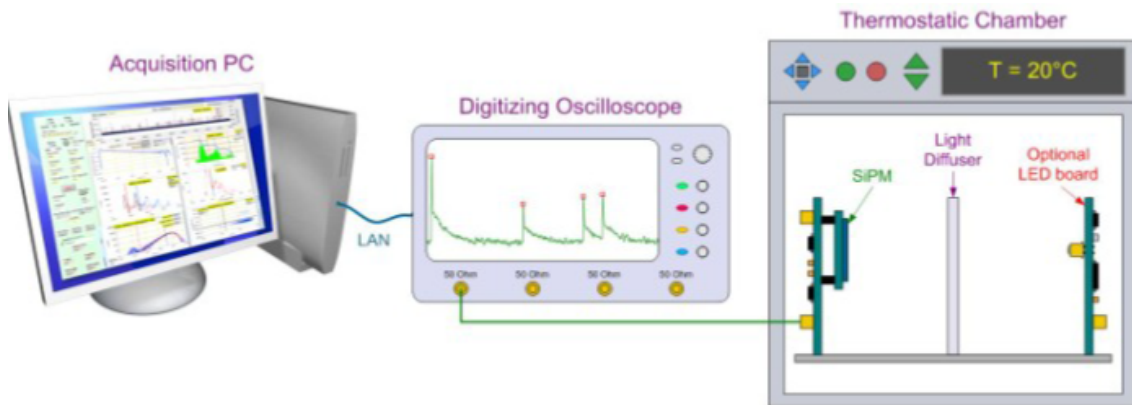 Thermostatic Chamber
Acquisition PC
T = 20°C
Digitizing Oscilloscope
Light
Diffuser
Optional
LED board
SiPM
LAN
50 Ohm 50 Ohm 50 Ohm 50 Ohm